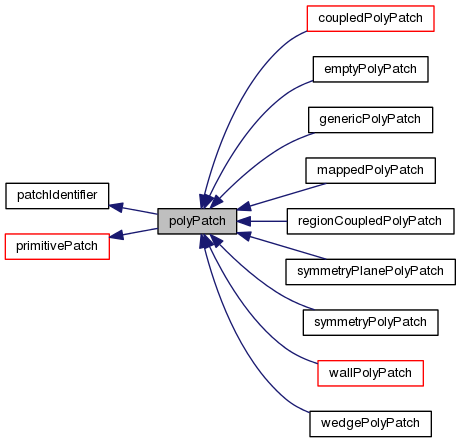 coupledPolyPatch
emptyPolyPatch
genericPolyPatch
mappedPolyPatch
patchIdentifier
polyPatch
regionCoupledPolyPatch
primitivePatch
symmetryPlanePolyPatch
symmetryPolyPatch
wallPolyPatch
wedgePolyPatch